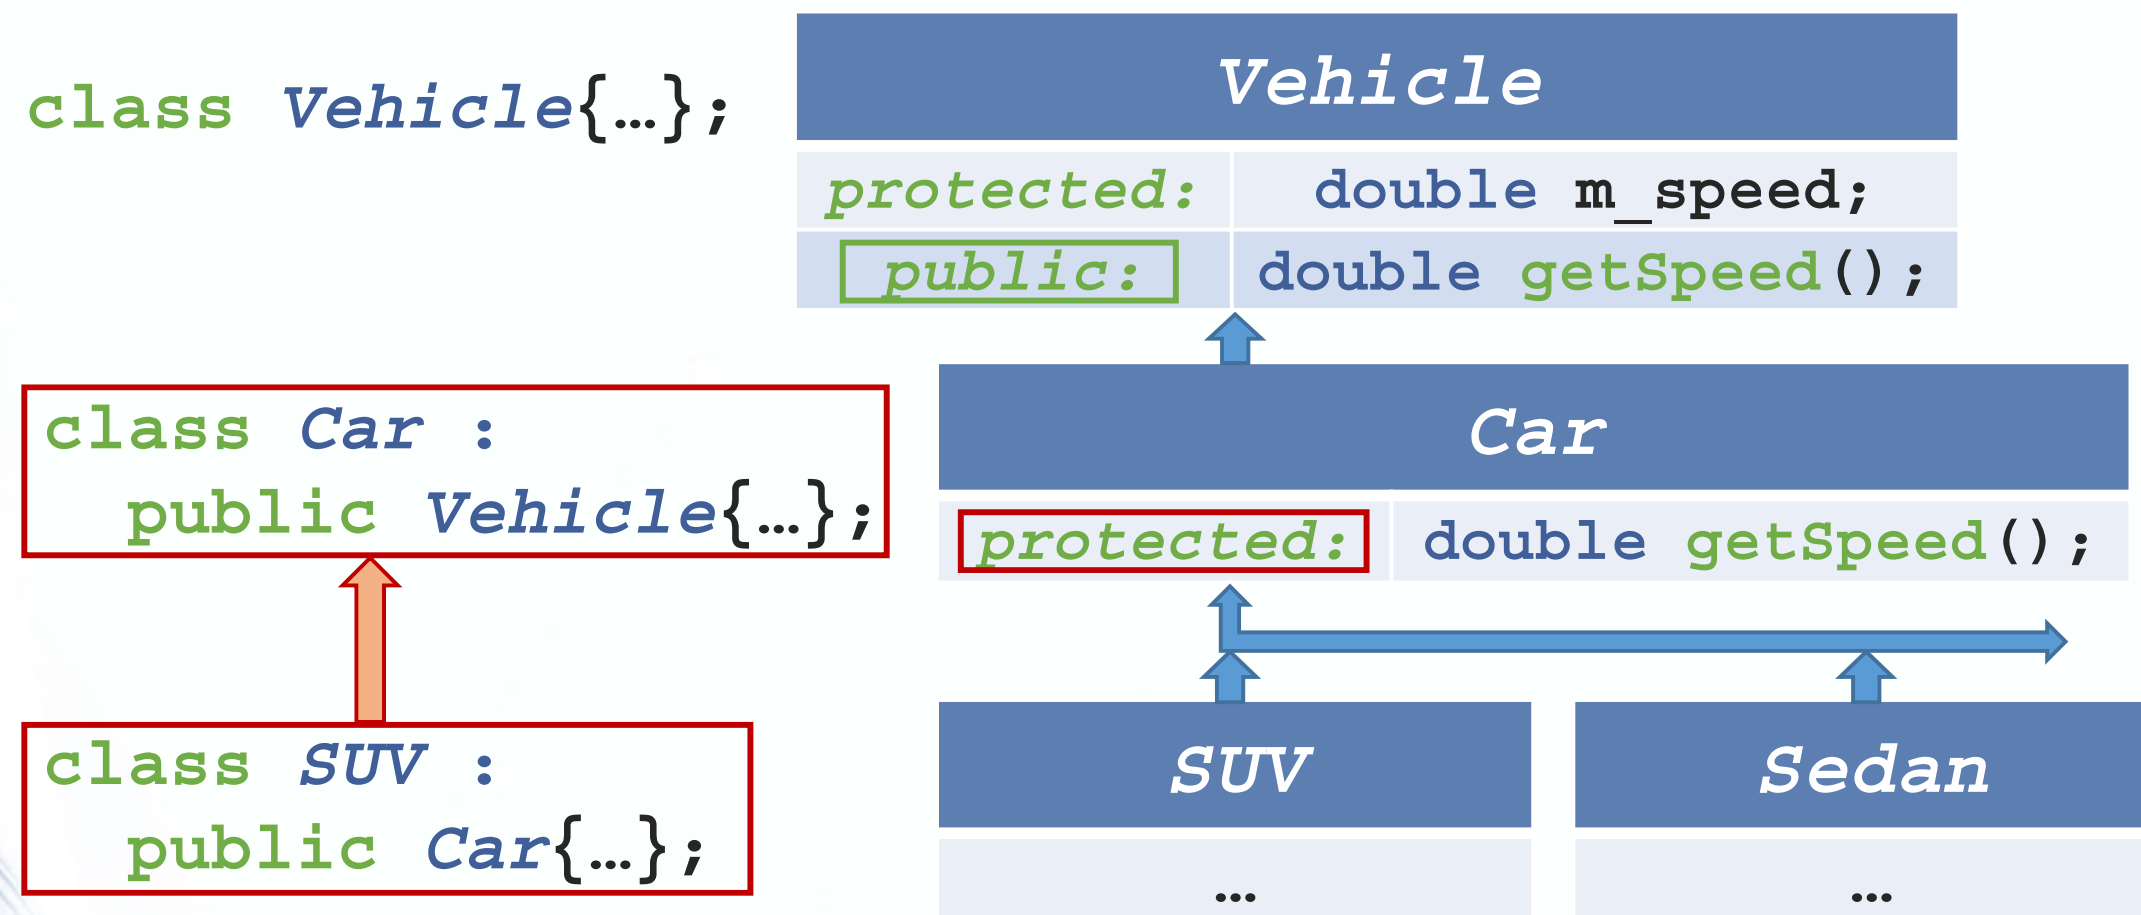 class Vehicle{…};
Vehicle
protected: double m_speed;
public: double getSpeed();
class Car :
public Vehicle{…};
Car
protected: double getSpeed();
class SUV :
public Car{…};
SUV
…
Sedan
…